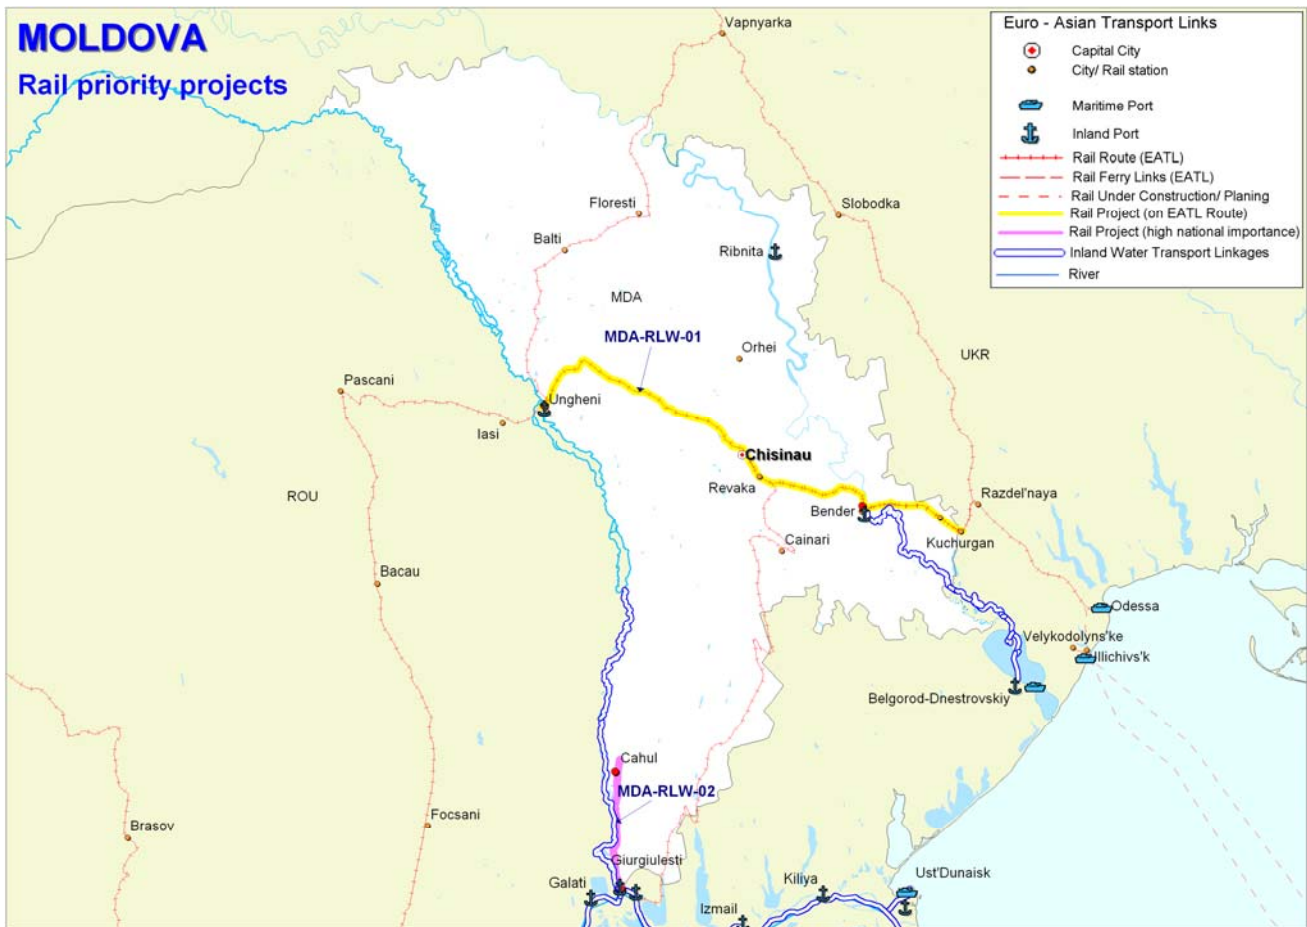 MOLDOVA
Rail priority projects
Euro - Asian Transport Links
Capital City
City/ Rail station
Maritime Port
Inland Port
Rail Route (EATL)
Rail Ferry Links (EATL)
Rail Under Construction/ Planing
Rail Project (on EATL Route)
Rail Project (high national importance)
Inland Water Transport Linkages
River
Vapnyarka
Floresti
Slobodka
Balti
Ribnita
MDA
MDA-RLW-01
Orhei
UKR
Pascani
Ungheni
Iasi
Chisinau
Revaka
ROU
Razdel'naya
Bender
Kuchurgan
Cainari
Bacau
Odessa
Velykodolyns'ke
Illichivs'k
Belgorod-Dnestrovskiy
Cahul
MDA-RLW-02
Focsani
Brasov
Giurgiulesti
Galati
Kiliya
Ust'Dunaisk
Izmail